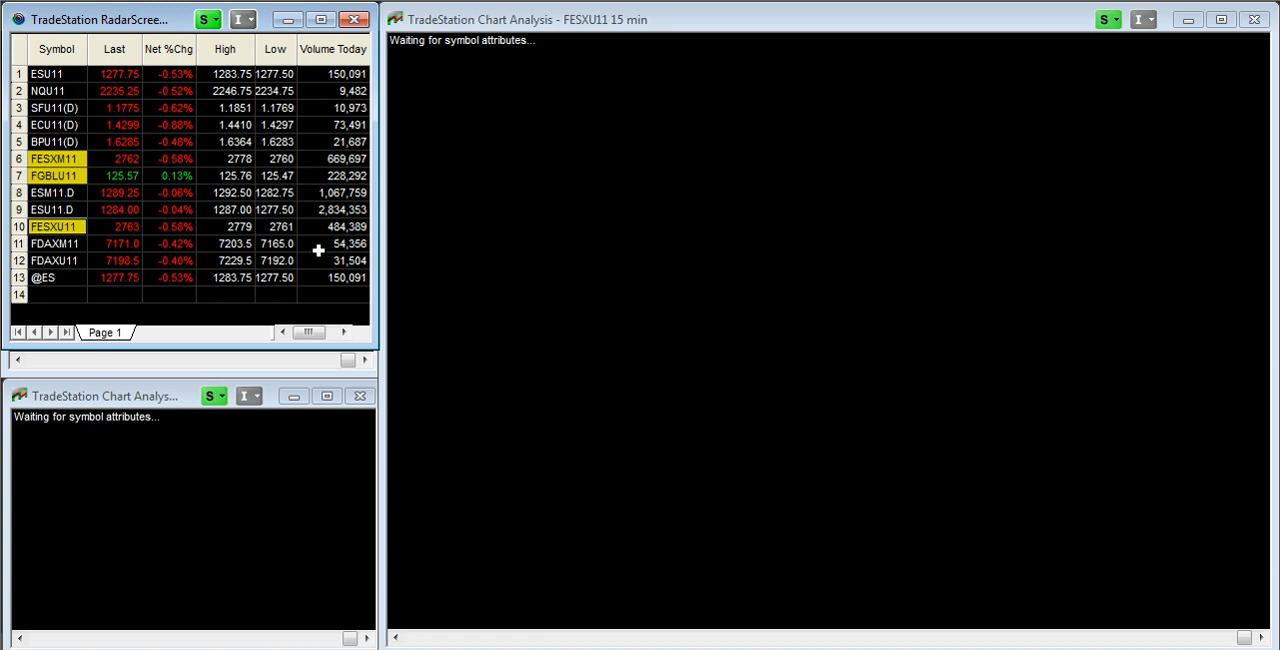 TradeStation RadarScree... S I
Symbol Last Net %Chg High Low Volume Today
1 ESU11 1277.75 -0.53% 1283.75 1277.50 150,091
2 NQU11 2235.25 -0.52% 2246.75 2234.75 9,482
3 SFU11(D) 1.1775 -0.62% 1.1851 1.1769 10,973
4 ECU11(D) 1.4299 -0.88% 1.4410 1.4297 73,491
5 BPU11(D) 1.6285 -0.48% 1.6364 1.6283 21,687
6 FESXM11 2762 -0.58% 2778 2760 669,697
7 FGBLU11 125.57 0.13% 125.76 125.47 228,292
8 ESM11.D 1289.25 -0.06% 1292.50 1282.75 1,067,759
9 ESU11.D 1284.00 -0.04% 1287.00 1277.50 2,834,353
10 FESXU11 2763 -0.58% 2779 2761 484,389
11 FDAXM11 7171.0 -0.42% 7203.5 7165.0 54,356
12 FDAXU11 7198.5 -0.40% 7229.5 7192.0 31,504
13 @ES 1277.75 -0.53% 1283.75 1277.50 150,091
14
Page 1
TradeStation Chart Analys... S I
Waiting for symbol attributes...
TradeStation Chart Analysis - FESXU11 15 min S I
Waiting for symbol attributes...